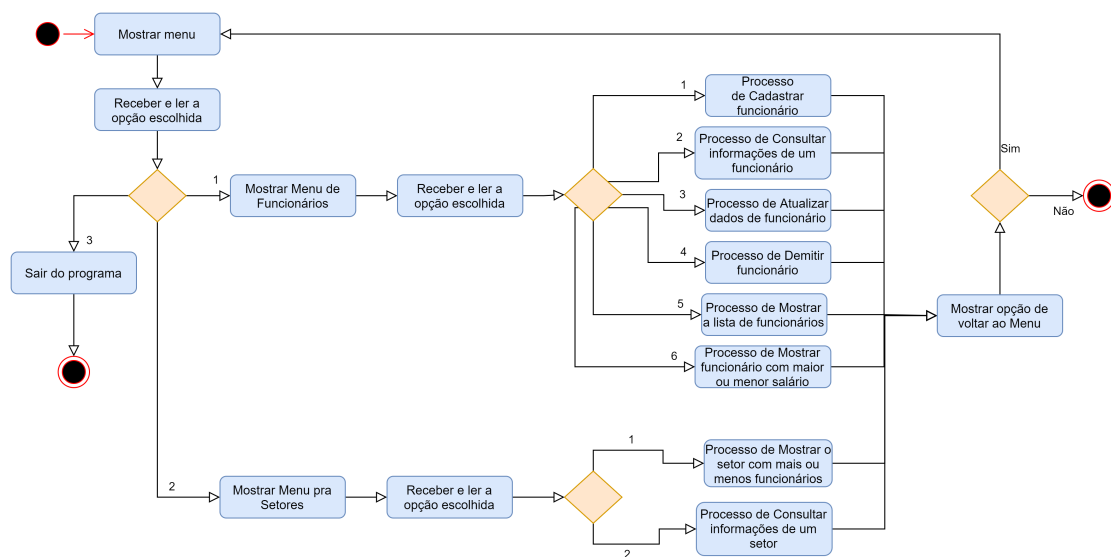 Mostrar menu
Receber e ler a
opção escolhida
1
Mostrar Menu de
Funcionários
Receber e ler a
opção escolhida
1
Processo
de Cadastrar
funcionário
2
Processo de Consultar
informações de um
funcionário
3
Processo de Atualizar
dados de funcionário
4
Processo de Demitir
funcionário
5
Processo de Mostrar
a lista de funcionários
6
Processo de Mostrar
funcionário com maior
ou menor salário
3
Sair do programa
2
Mostrar Menu pra
Setores
Receber e ler a
opção escolhida
1
Processo de Mostrar o
setor com mais ou
menos funcionários
2
Processo de Consultar
informações de um
setor
Mostrar opção de
voltar ao Menu
Sim
Não